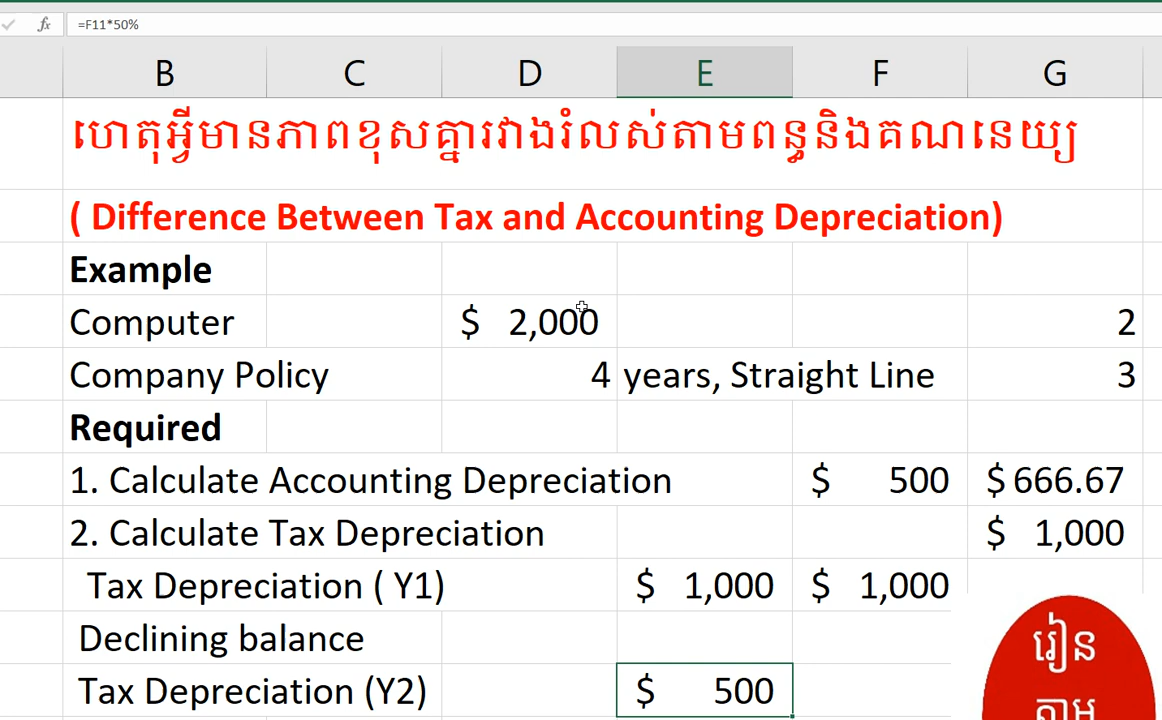 fx =F11*50%
B C D E F G
ហេតុអ្វីមានភាពខុសគ្នារវាងរំលស់តាមពន្ធនិងគណនេយ្យ
( Difference Between Tax and Accounting Depreciation)
Example
Computer $ 2,000 2
Company Policy 4 years, Straight Line 3
Required
1. Calculate Accounting Depreciation $ 500 $ 666.67
2. Calculate Tax Depreciation $ 1,000
Tax Depreciation ( Y1) $ 1,000 $ 1,000
Declining balance
Tax Depreciation (Y2) $ 500
រៀន
តាម